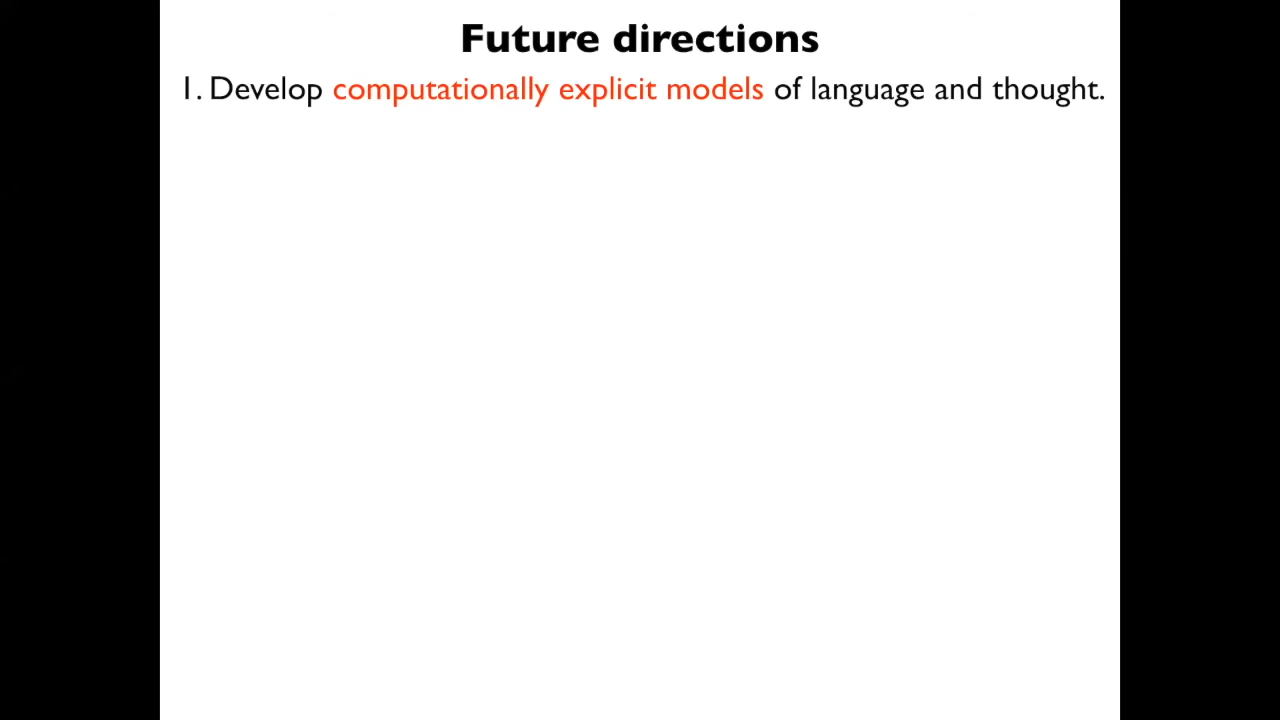 Future directions
1. Develop computationally explicit models of language and thought.